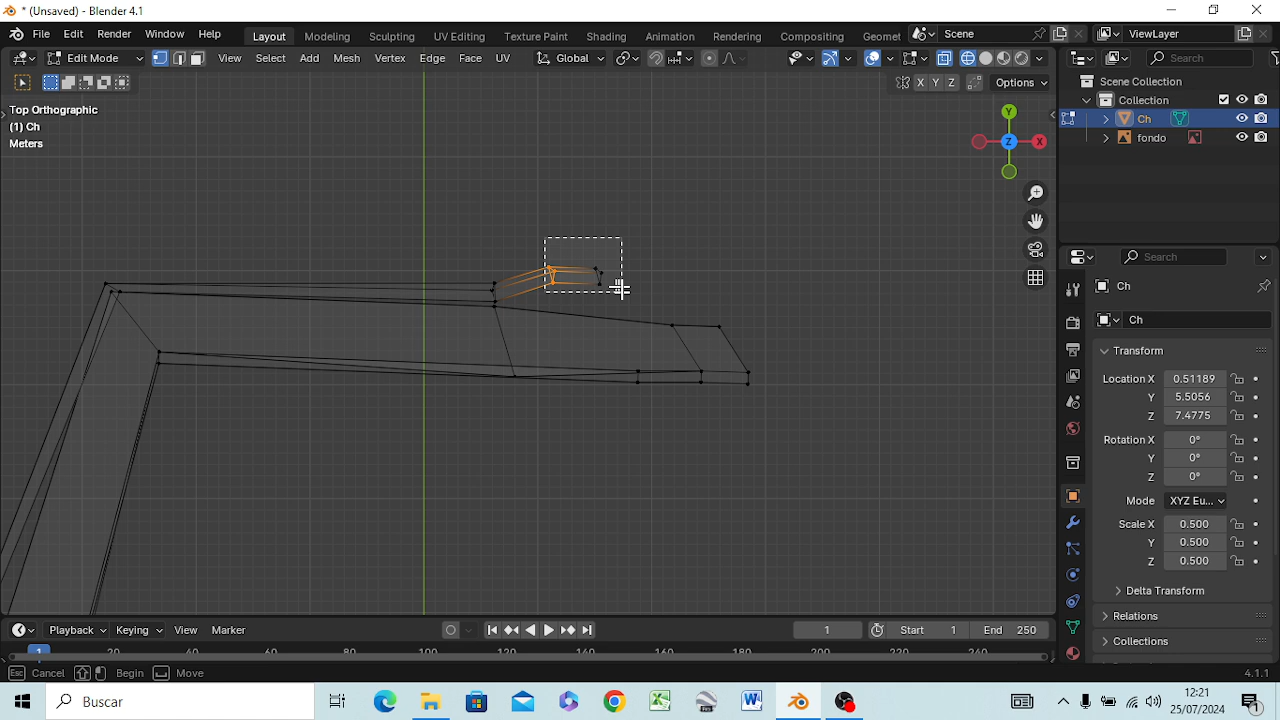 * (Unsaved) - Blender 4.1
File Edit Render Window Help Layout Modeling Sculpting UV Editing Texture Paint Shading Animation Rendering Compositing Geomet Scene ViewLayer
Edit Mode View Select Add Mesh Vertex Edge Face UV Global Search
X Y Z Options
Top Orthographic
(1) Ch
Meters
Y
X
Z
Scene Collection
Collection
Ch
fondo
Search
Ch
Ch
Transform
Location X 0.51189
Y 5.5056
Z 7.4775
Rotation X 0°
Y 0°
Z 0°
Mode XYZ Eu...
Scale X 0.500
Y 0.500
Z 0.500
Delta Transform
Relations
Collections
Playback Keying View Marker 1 Start 1 End 250
1 20 40 60 80 100 120 140 160 180 200 220 240
Esc Cancel Begin Move 4.1.1
Buscar
12:21
25/07/2024
1